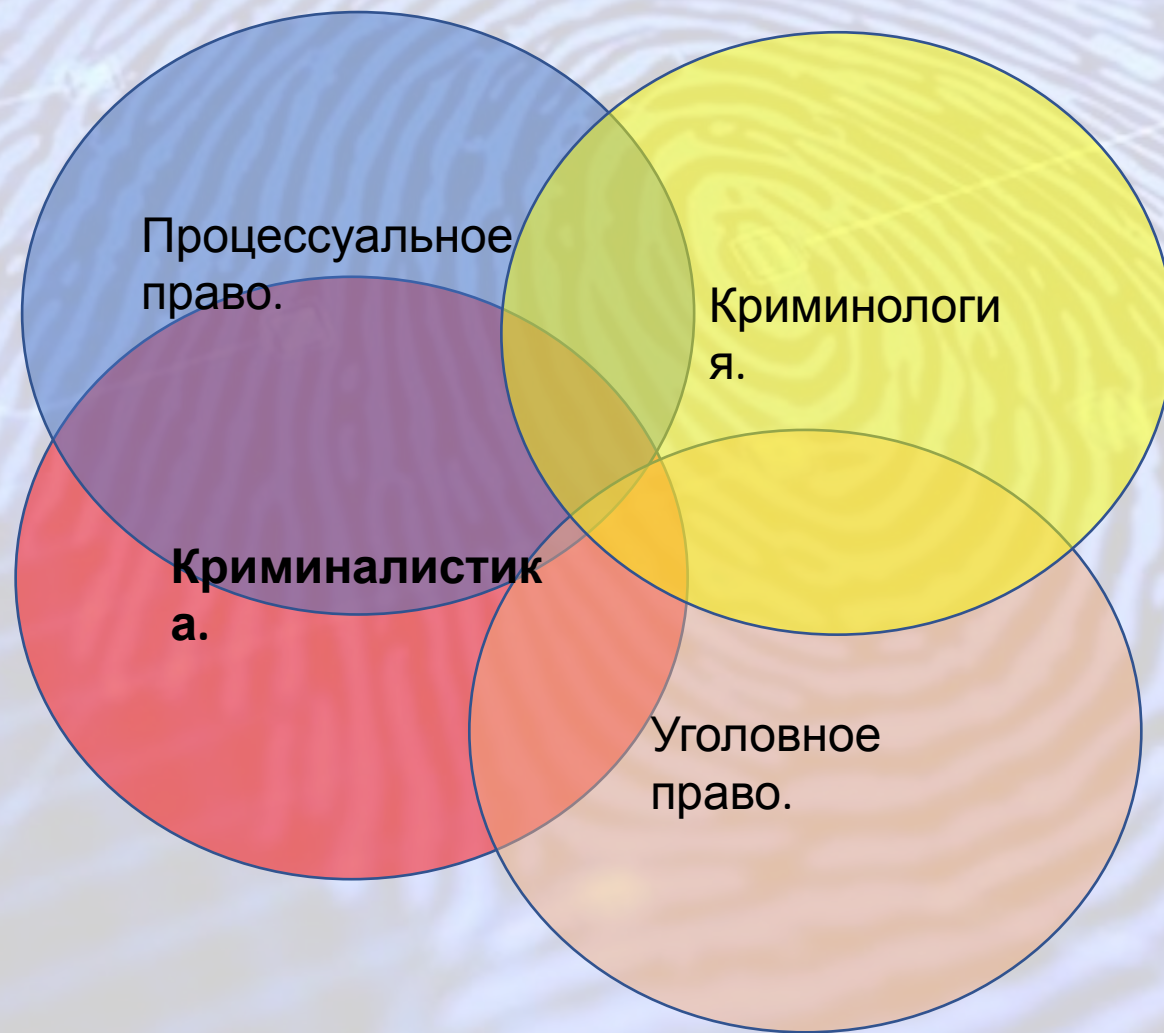 Процессуальное
право.
Криминологи
я.
Криминалистик
а.
Уголовное
право.